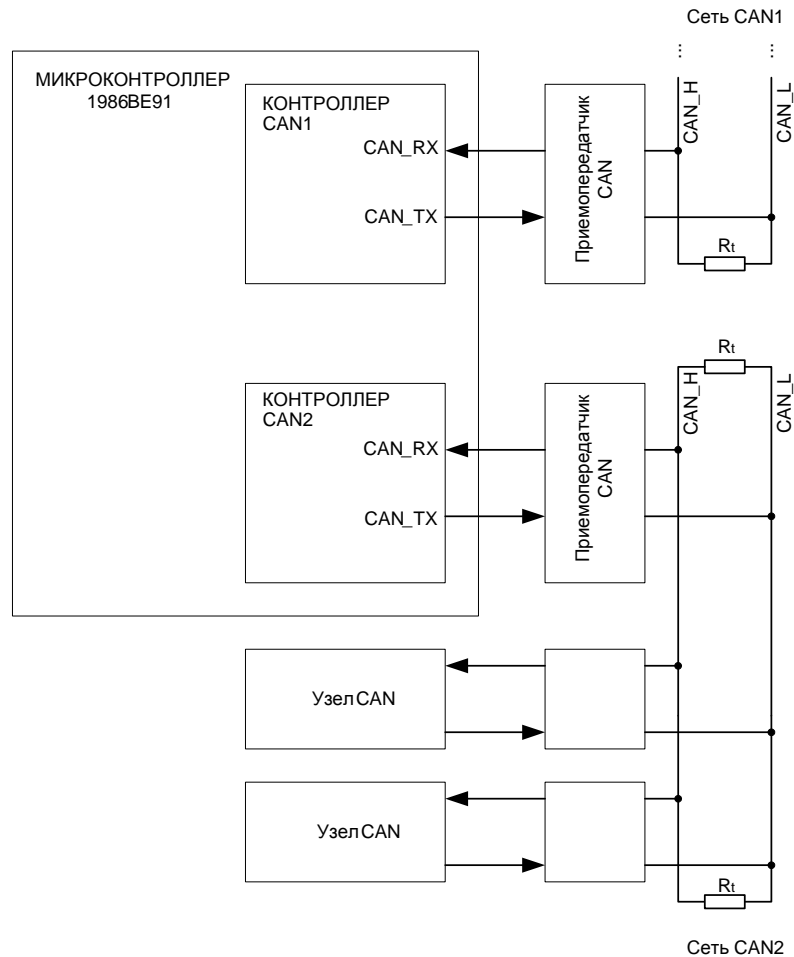 Сеть CAN1
...
...
МИКРОКОНТРОЛЛЕР
1986ВЕ91
КОНТРОЛЛЕР
CAN1
CAN_RX
CAN_TX
Приемопередатчик
CAN
CAN_H
CAN_L
Rt
КОНТРОЛЛЕР
CAN2
CAN_RX
CAN_TX
Приемопередатчик
CAN
Rt
CAN_H
CAN_L
Узел CAN
Узел CAN
Rt
Сеть CAN2